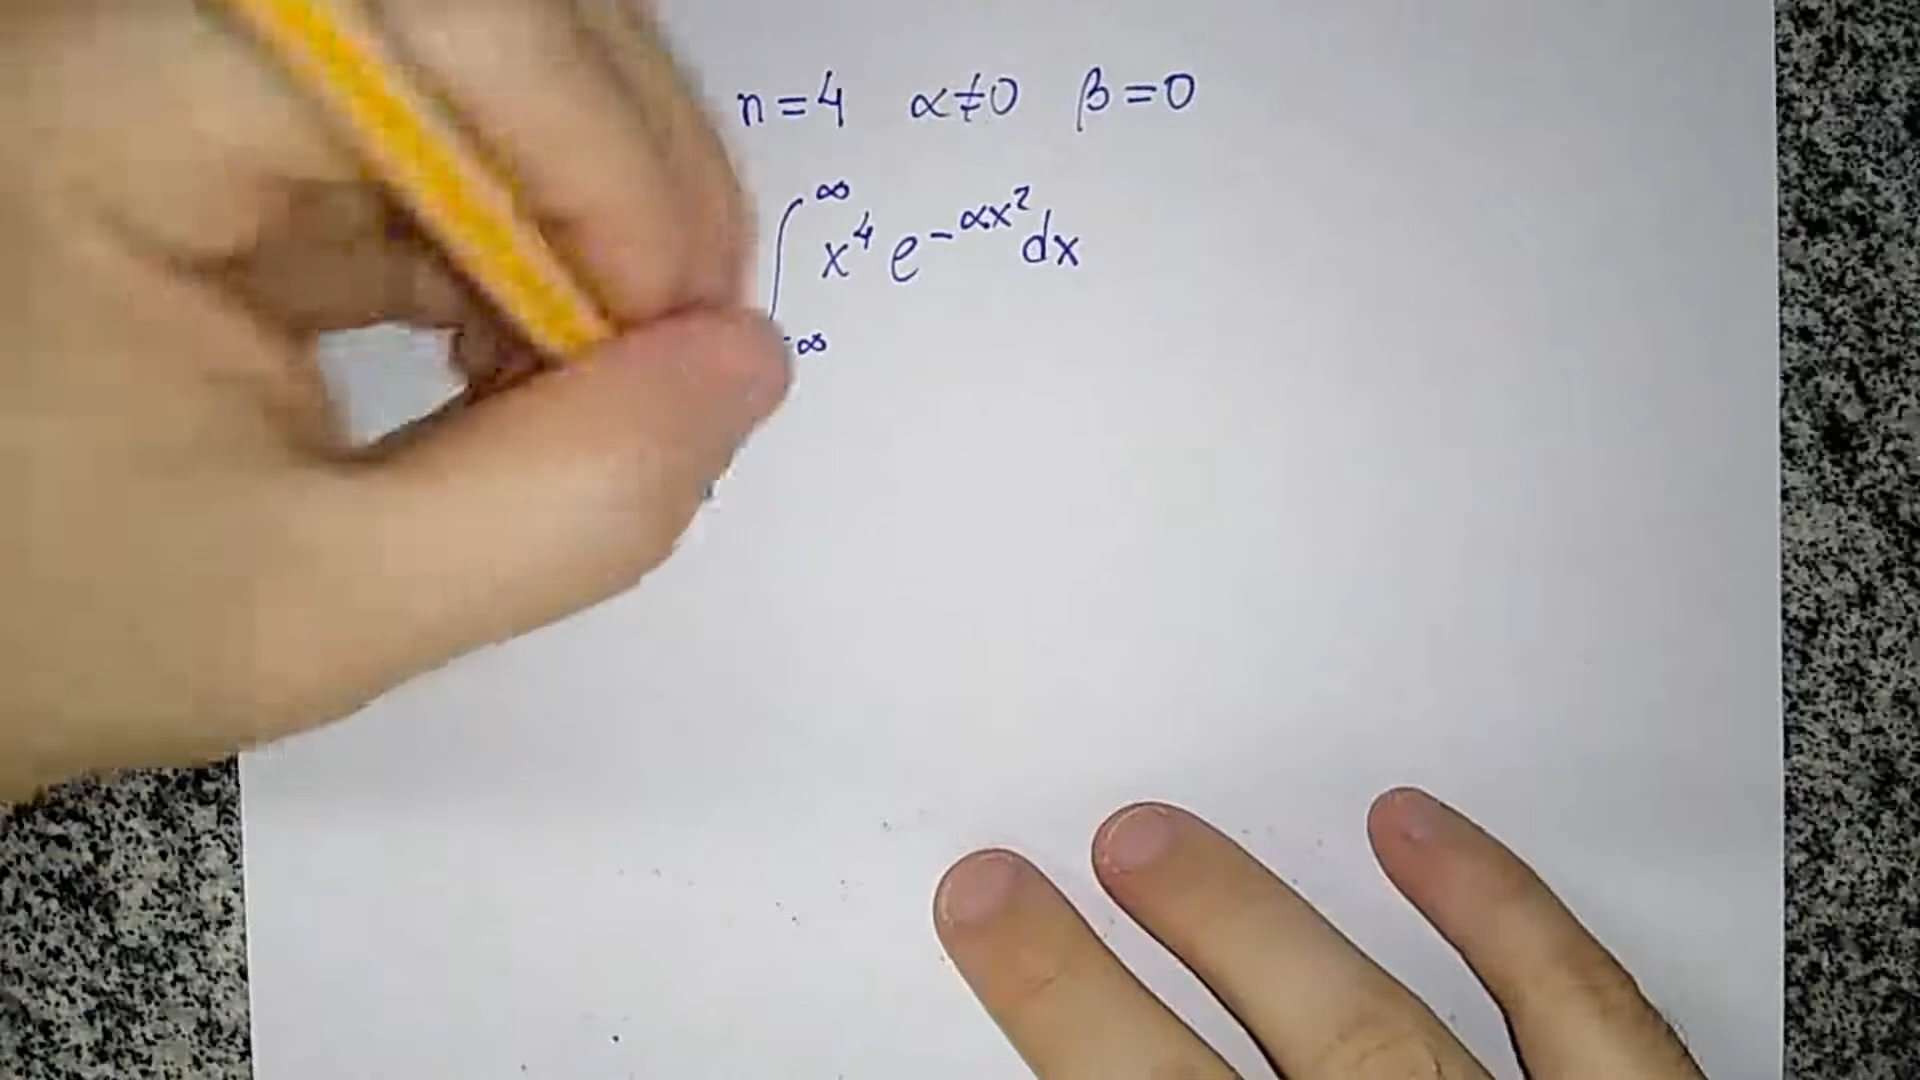 n=4 α≠0 β=0
∫_{-∞}^{∞} x⁴ e^{-αx²} dx